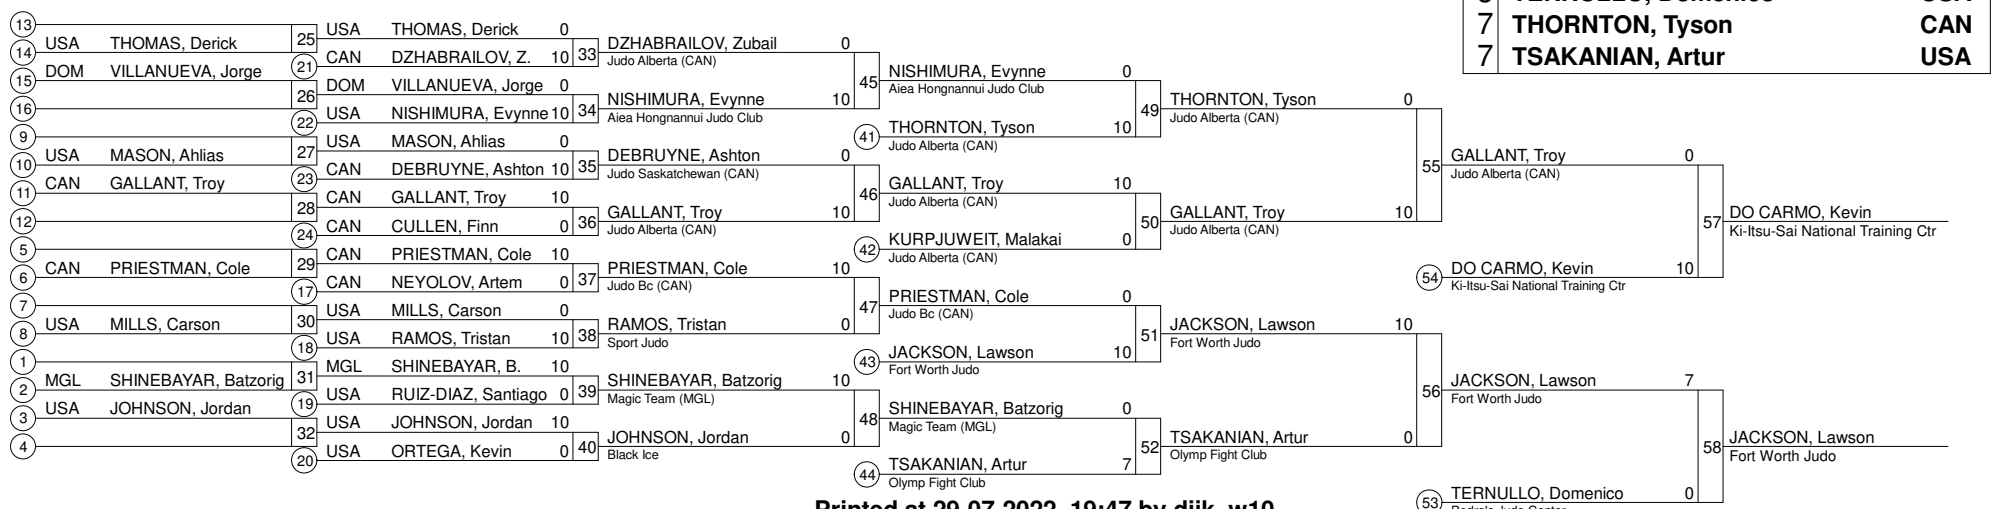 5 TERNULLO, Domenico USA
7 THORNTON, Tyson CAN
7 TSAKANIAN, Artur USA
13
14 USA THOMAS, Derick
15 DOM VILLANUEVA, Jorge
16
9
10 USA MASON, Ahlias
11 CAN GALLANT, Troy
12
5
6 CAN PRIESTMAN, Cole
7
8 USA MILLS, Carson
1
2 MGL SHINEBAYAR, Batzorig
3 USA JOHNSON, Jordan
4
25 USA THOMAS, Derick 0
21 CAN DZHABRAILOV, Z. 10
26 DOM VILLANUEVA, Jorge 0
22 USA NISHIMURA, Evynne 10
27 USA MASON, Ahlias 0
23 CAN DEBRUYNE, Ashton 10
28 CAN GALLANT, Troy 10
24 CAN CULLEN, Finn 0
29 CAN PRIESTMAN, Cole 10
17 CAN NEYOLOV, Artem 0
30 USA MILLS, Carson 0
18 USA RAMOS, Tristan 10
31 MGL SHINEBAYAR, B. 10
19 USA RUIZ-DIAZ, Santiago 0
32 USA JOHNSON, Jordan 10
20 USA ORTEGA, Kevin 0
33 DZHABRAILOV, Zubail 0
Judo Alberta (CAN)
34 NISHIMURA, Evynne 10
Aiea Hongnannui Judo Club
35 DEBRUYNE, Ashton 0
Judo Saskatchewan (CAN)
36 GALLANT, Troy 10
Judo Alberta (CAN)
37 PRIESTMAN, Cole 10
Judo Bc (CAN)
38 RAMOS, Tristan 0
Sport Judo
39 SHINEBAYAR, Batzorig 10
Magic Team (MGL)
40 JOHNSON, Jordan 0
Black Ice
45 NISHIMURA, Evynne 0
Aiea Hongnannui Judo Club
41 THORNTON, Tyson 10
Judo Alberta (CAN)
46 GALLANT, Troy 10
Judo Alberta (CAN)
42 KURPJUWEIT, Malakai 0
Judo Alberta (CAN)
47 PRIESTMAN, Cole 0
Judo Bc (CAN)
43 JACKSON, Lawson 10
Fort Worth Judo
48 SHINEBAYAR, Batzorig 0
Magic Team (MGL)
44 TSAKANIAN, Artur 7
Olymp Fight Club
49 THORNTON, Tyson 0
Judo Alberta (CAN)
50 GALLANT, Troy 10
Judo Alberta (CAN)
51 JACKSON, Lawson 10
Fort Worth Judo
52 TSAKANIAN, Artur 0
Olymp Fight Club
55 GALLANT, Troy 0
Judo Alberta (CAN)
54 DO CARMO, Kevin 10
Ki-Itsu-Sai National Training Ctr
56 JACKSON, Lawson 7
Fort Worth Judo
53 TERNULLO, Domenico 0
57 DO CARMO, Kevin
Ki-Itsu-Sai National Training Ctr
58 JACKSON, Lawson
Fort Worth Judo
Printed at 29.07.2022 19:47 by